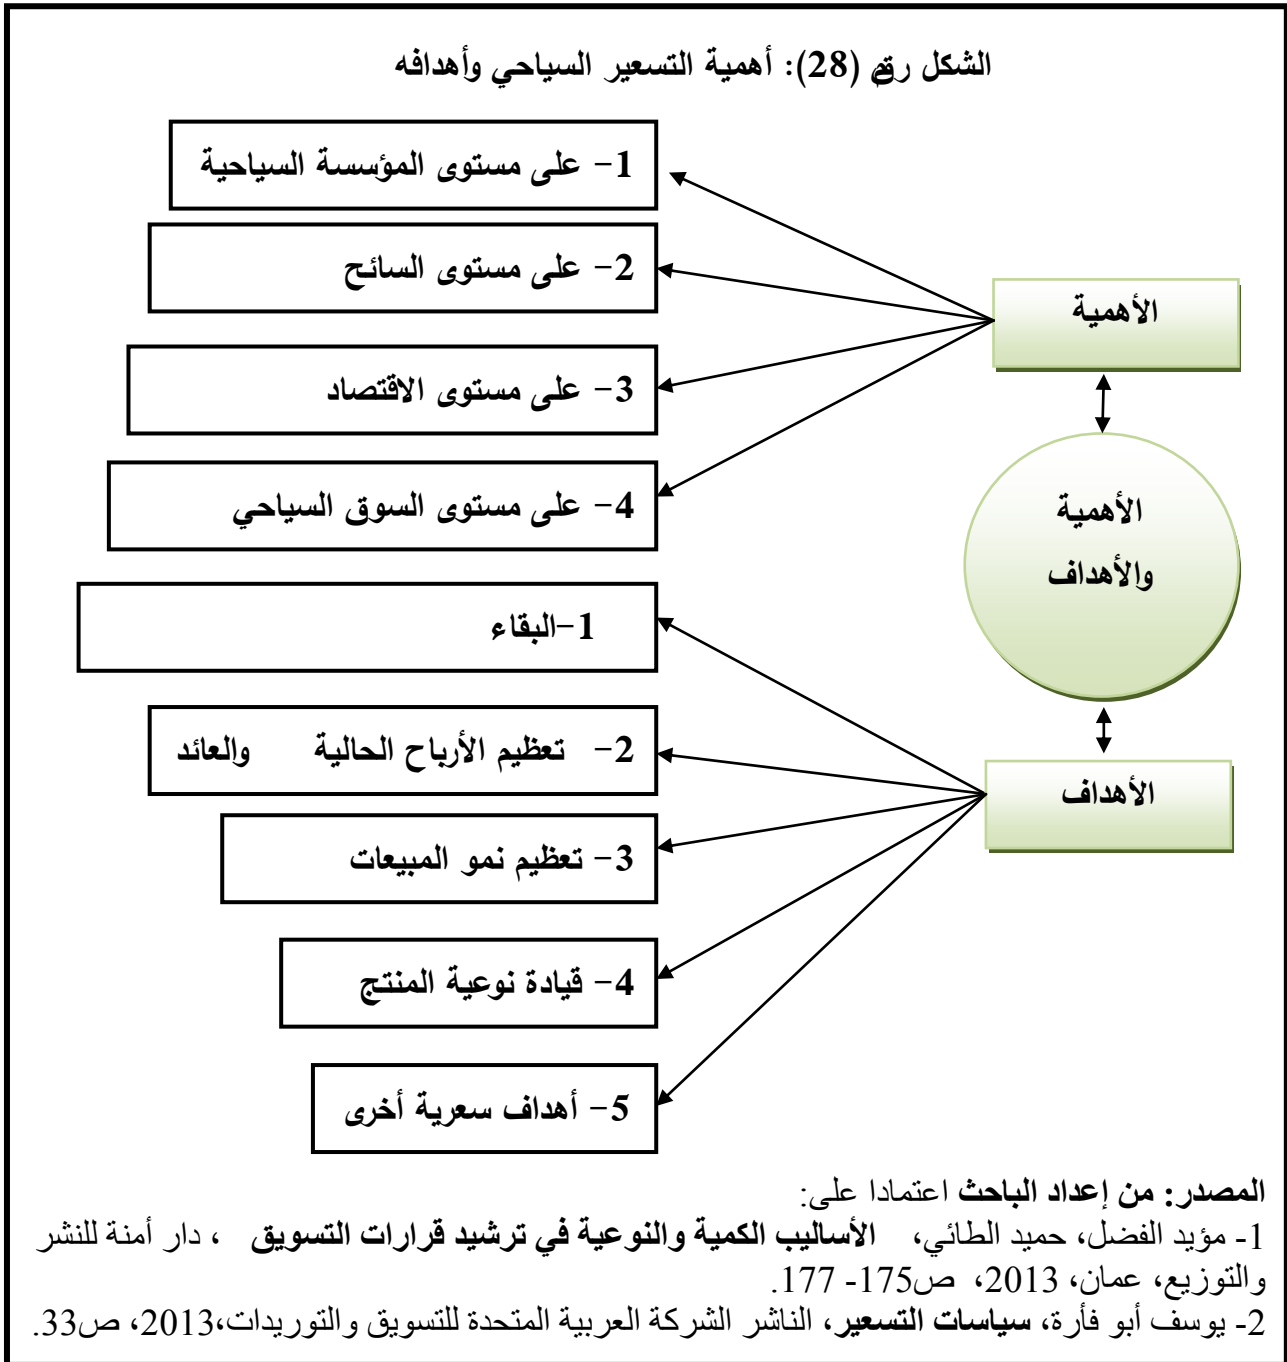 الشكل رقم (28): أهمية التسعير السياحي وأهدافه
1- على مستوى المؤسسة السياحية
2- على مستوى السائح
3- على مستوى الاقتصاد
4- على مستوى السوق السياحي
الأهمية
الأهمية
والأهداف
الأهداف
1-البقاء
2- تعظيم الأرباح الحالية والعائد
3- تعظيم نمو المبيعات
4- قيادة نوعية المنتج
5- أهداف سعرية أخرى
المصدر: من إعداد الباحث اعتمادا على:
1- مؤيد الفضل، حميد الطائي، الأساليب الكمية والنوعية في ترشيد قرارات التسويق ، دار أمنة للنشر
والتوزيع، عمان، 2013، ص175- 177.
2- يوسف أبو فأرة، سياسات التسعير، الناشر الشركة العربية المتحدة للتسويق والتوريدات،2013، ص33.